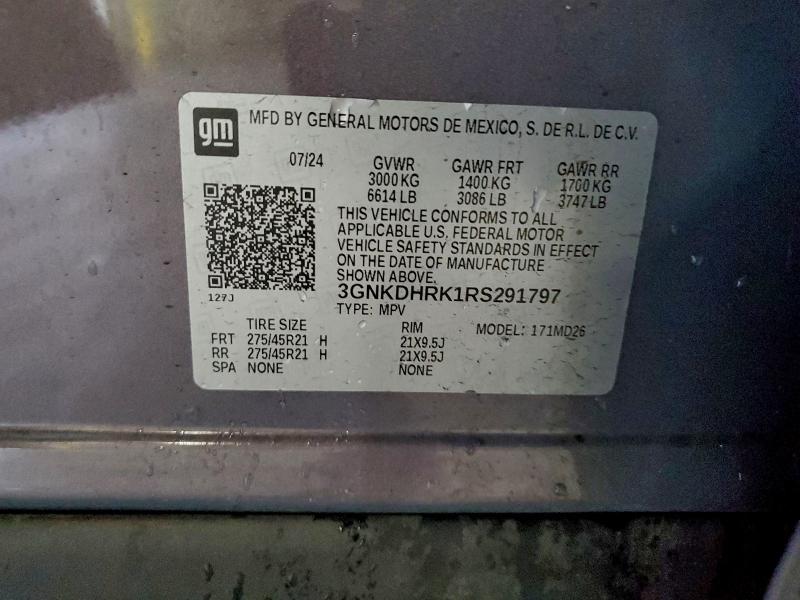 gm
MFD BY GENERAL MOTORS DE MEXICO, S. DE R.L. DE C.V.
07/24 GVWR GAWR FRT GAWR RR
3000 KG 1400 KG 1700 KG
6614 LB 3086 LB 3747 LB
THIS VEHICLE CONFORMS TO ALL
APPLICABLE U.S. FEDERAL MOTOR
VEHICLE SAFETY STANDARDS IN EFFECT
ON THE DATE OF MANUFACTURE
SHOWN ABOVE.
127J 3GNKDHRK1RS291797
TYPE: MPV
TIRE SIZE RIM MODEL: 171MD26
FRT 275/45R21 H 21X9.5J
RR 275/45R21 H 21X9.5J
SPA NONE NONE